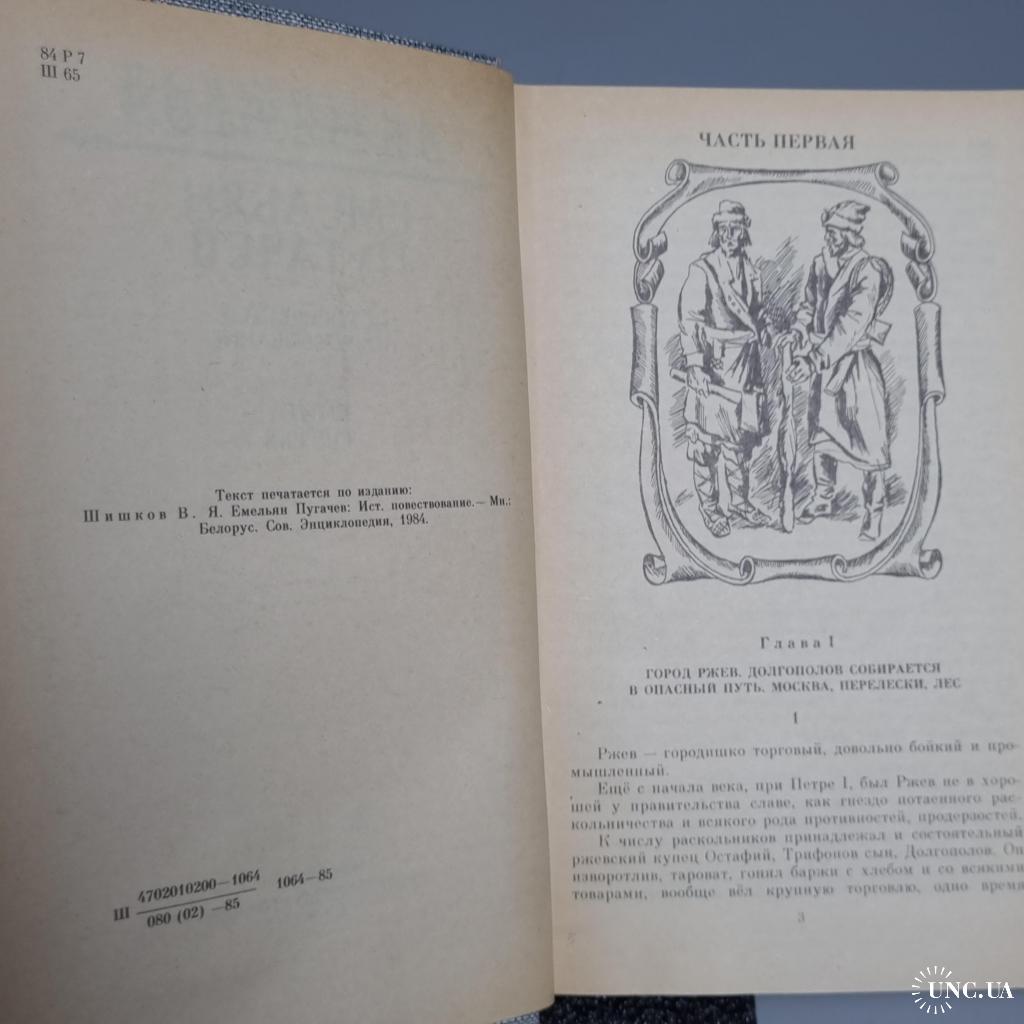 84 Р 7
Ш 65
Текст печатается по изданию:
Шишков В. Я. Емельян Пугачев: Ист. повествование.— Мн.:
Белорус. Сов. Энциклопедия, 1984.
Ш 4702010200—1064 1064—85
080 (02) —85
ЧАСТЬ ПЕРВАЯ
Глава I
ГОРОД РЖЕВ. ДОЛГОПОЛОВ СОБИРАЕТСЯ
В ОПАСНЫЙ ПУТЬ. МОСКВА, ПЕРЕЛЕСКИ, ЛЕС
1
Ржев — городишко торговый, довольно бойкий и про-
мышленный.
Ещё с начала века, при Петре I, был Ржев не в хоро-
шей у правительства славе, как гнездо потаенного рас-
кольничества и всякого рода противностей, продерзостей.
К числу раскольников принадлежал и состоятельный
ржевский купец Остафий, Трифонов сын, Долгополов. Он
изворотлив, тароват, гонил баржи с хлебом и со всякими
товарами, вообще вёл крупную торговлю, одно время
3
UNC.UA